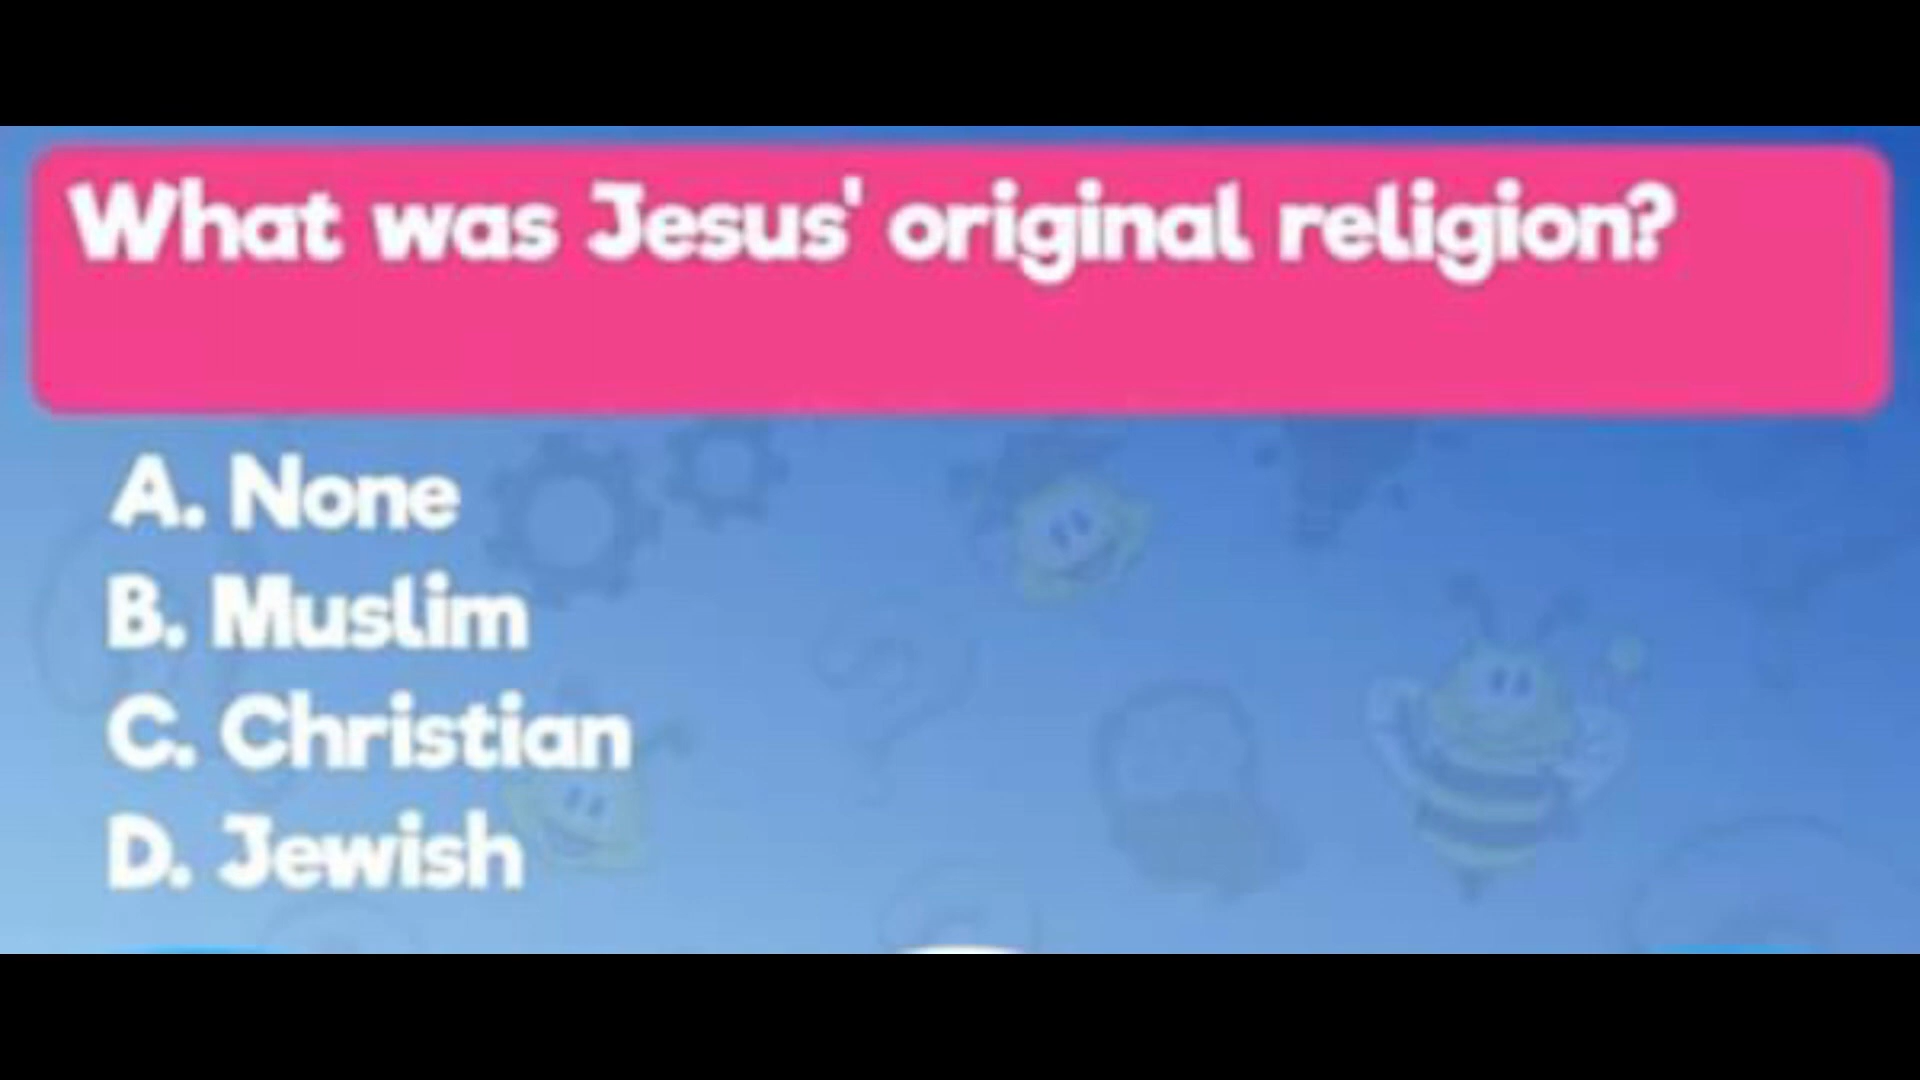 What was Jesus' original religion?
A. None
B. Muslim
C. Christian
D. Jewish